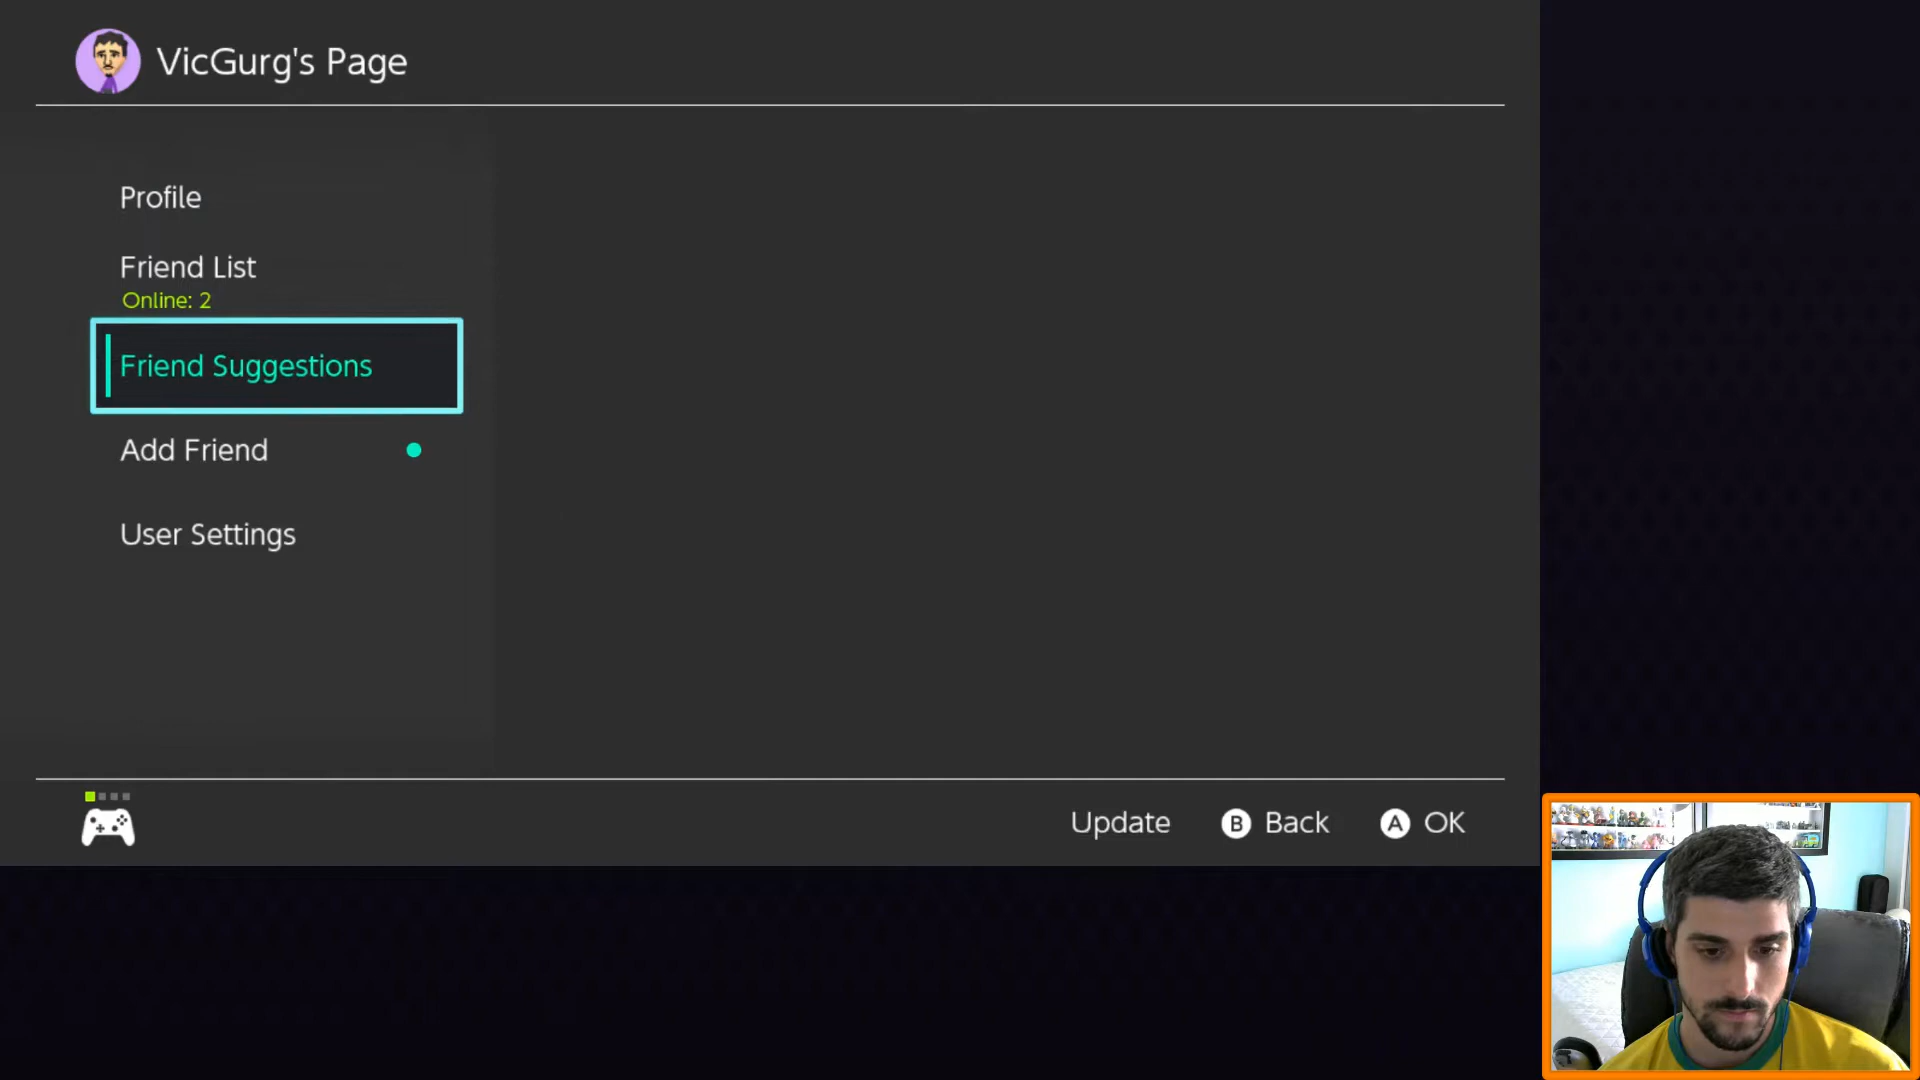 VicGurg's Page
Profile
Friend List
Online: 2
Friend Suggestions
Add Friend
User Settings
Update
B Back
A OK